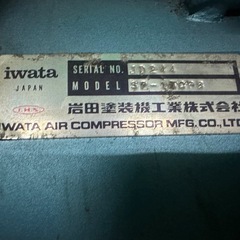 iwata
JAPAN
SERIAL NO.
MODEL
岩田塗装機工業株式会
IWATA AIR COMPRESSOR MFG. CO., LTD